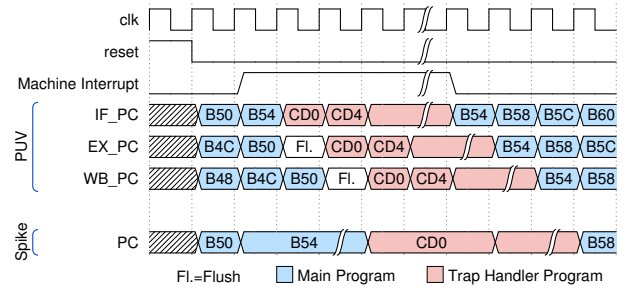 clk
reset
Machine Interrupt
PUV
IF_PC B50 B54 CD0 CD4 B54 B58 B5C B60
EX_PC B4C B50 Fl. CD0 CD4 B54 B58 B5C
WB_PC B48 B4C B50 Fl. CD0 CD4 B54 B58
Spike
PC B50 B54 CD0 B58
Fl.=Flush Main Program Trap Handler Program